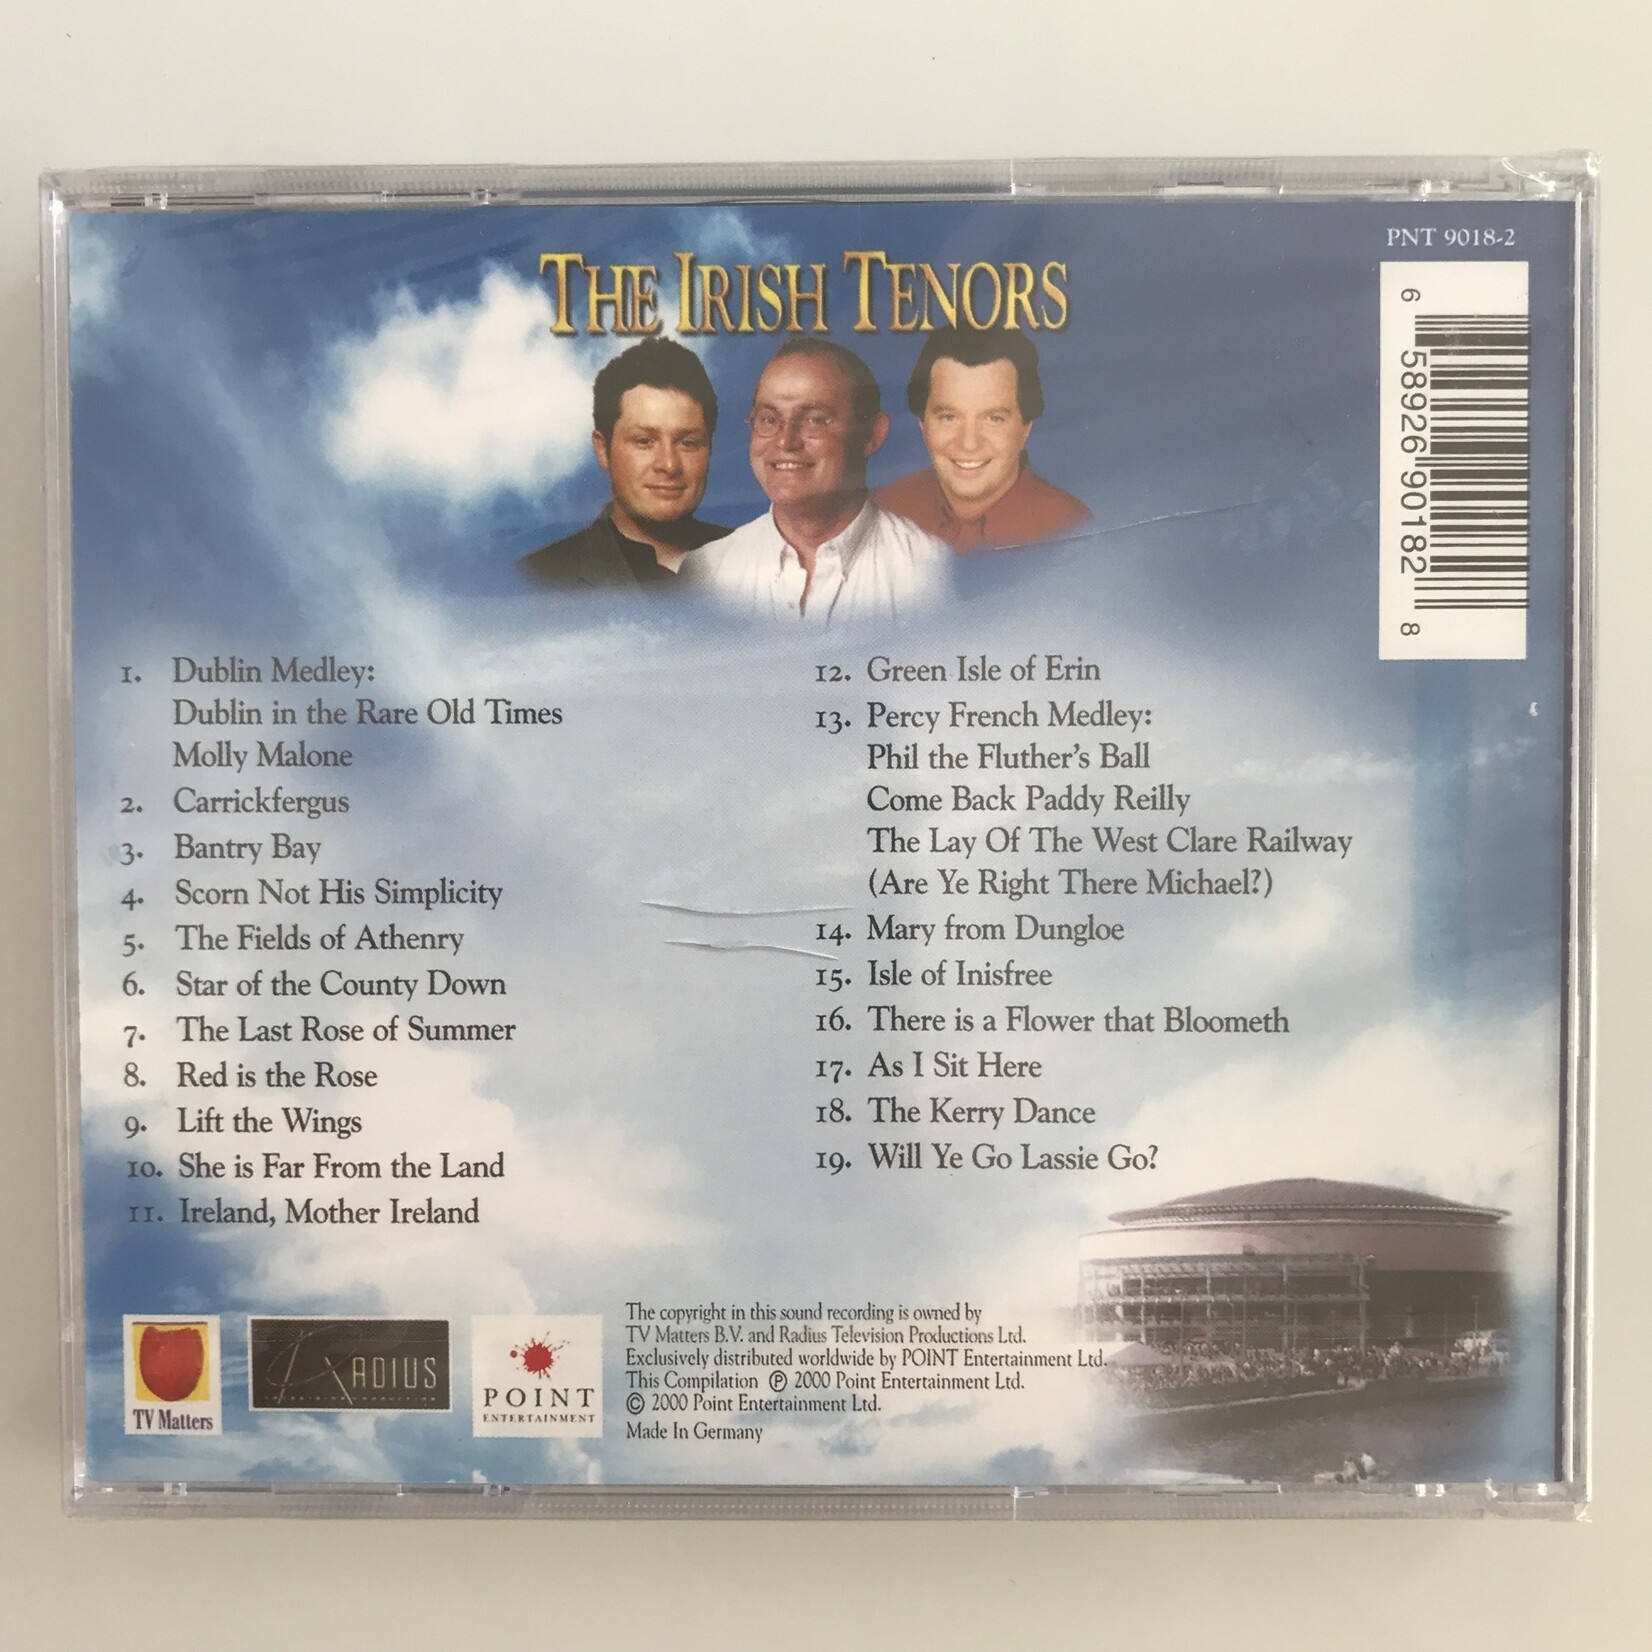 PNT 9018-2
THE IRISH TENORS
6 58926 90182 8
1. Dublin Medley:
Dublin in the Rare Old Times
Molly Malone
2. Carrickfergus
3. Bantry Bay
4. Scorn Not His Simplicity
5. The Fields of Athenry
6. Star of the County Down
7. The Last Rose of Summer
8. Red is the Rose
9. Lift the Wings
10. She is Far From the Land
11. Ireland, Mother Ireland
12. Green Isle of Erin
13. Percy French Medley:
Phil the Fluther's Ball
Come Back Paddy Reilly
The Lay Of The West Clare Railway
(Are Ye Right There Michael?)
14. Mary from Dungloe
15. Isle of Inisfree
16. There is a Flower that Bloometh
17. As I Sit Here
18. The Kerry Dance
19. Will Ye Go Lassie Go?
TV Matters
RADIUS
POINT
ENTERTAINMENT
The copyright in this sound recording is owned by
TV Matters B.V. and Radius Television Productions Ltd.
Exclusively distributed worldwide by POINT Entertainment Ltd.
This Compilation ℗ 2000 Point Entertainment Ltd.
© 2000 Point Entertainment Ltd.
Made In Germany